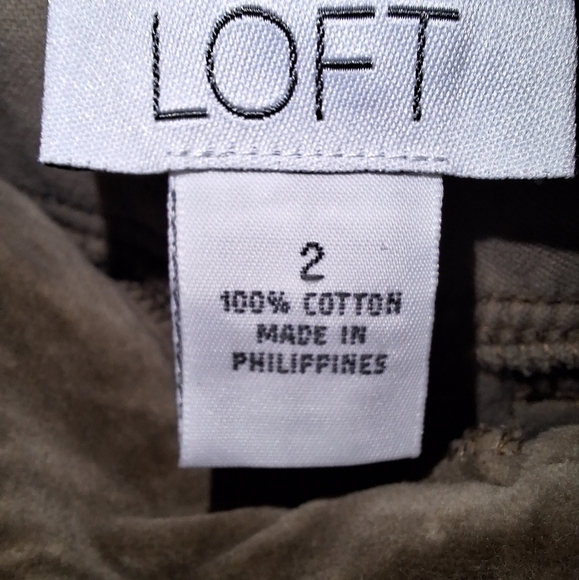 LOFT
2
100% COTTON
MADE IN
PHILIPPINES